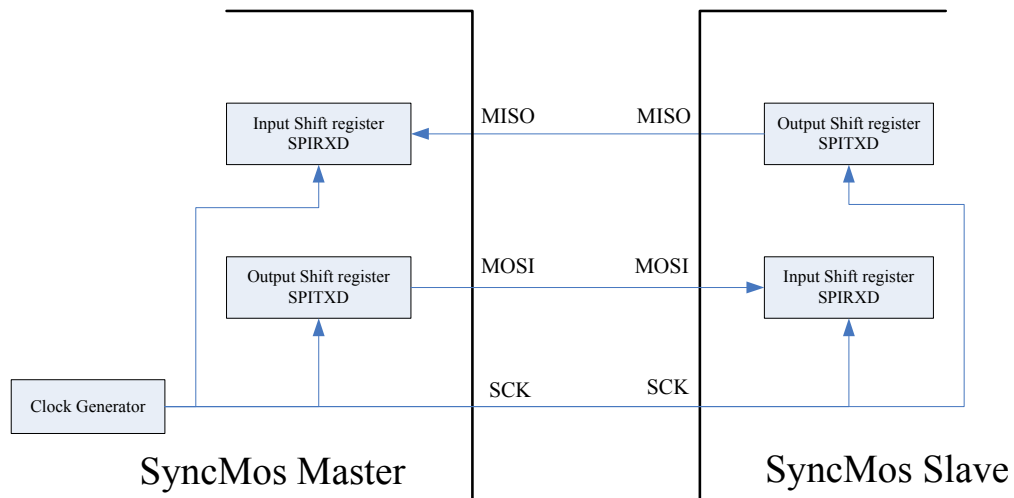 MISO
MISO
Input Shift register
SPIRXD
Output Shift register
SPITXD
MOSI
MOSI
Output Shift register
SPITXD
Input Shift register
SPIRXD
SCK
SCK
Clock Generator
SyncMos Master
SyncMos Slave